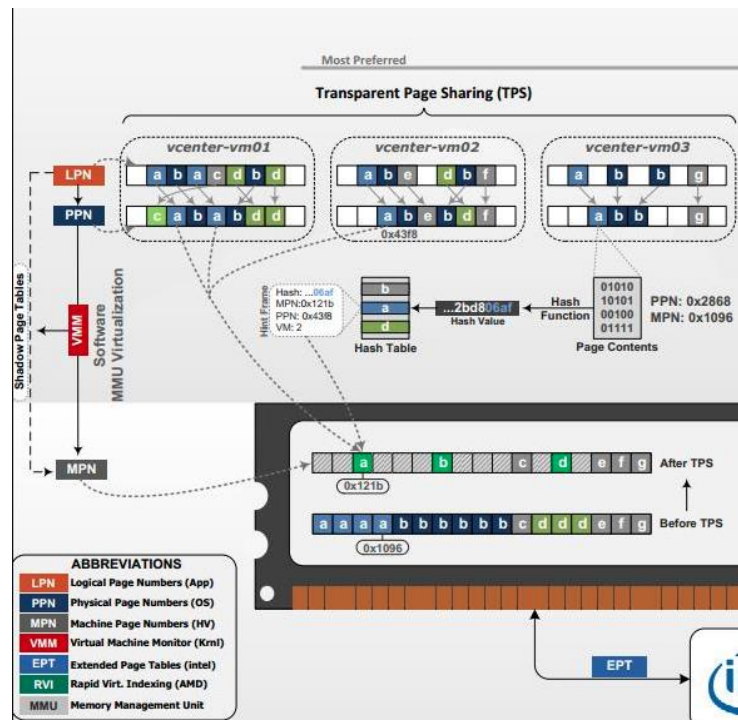 Most Preferred
Transparent Page Sharing (TPS)
vcenter-vm01
vcenter-vm02
vcenter-vm03
LPN
a b a c d b d
a b e d b f
a b b g
PPN
c a b a b d d
a b e b d f
a b b g
0x43f8
Shadow Page Tables
VMM
Software
MMU Virtualization
Hint Frame
Hash: ...06af
MPN:0x121b
PPN: 0x43f8
VM: 2
b
a
d
Hash Table
...2bd806af
Hash Value
Hash
Function
01010
10101
00100
01111
Page Contents
PPN: 0x2868
MPN: 0x1096
MPN
a b c d e f g
After TPS
0x121b
a a a a b b b b b b c d d d e f g
Before TPS
0x1096
ABBREVIATIONS
LPN Logical Page Numbers (App)
PPN Physical Page Numbers (OS)
MPN Machine Page Numbers (HV)
VMM Virtual Machine Monitor (Krnl)
EPT Extended Page Tables (intel)
RVI Rapid Virt. Indexing (AMD)
MMU Memory Management Unit
EPT